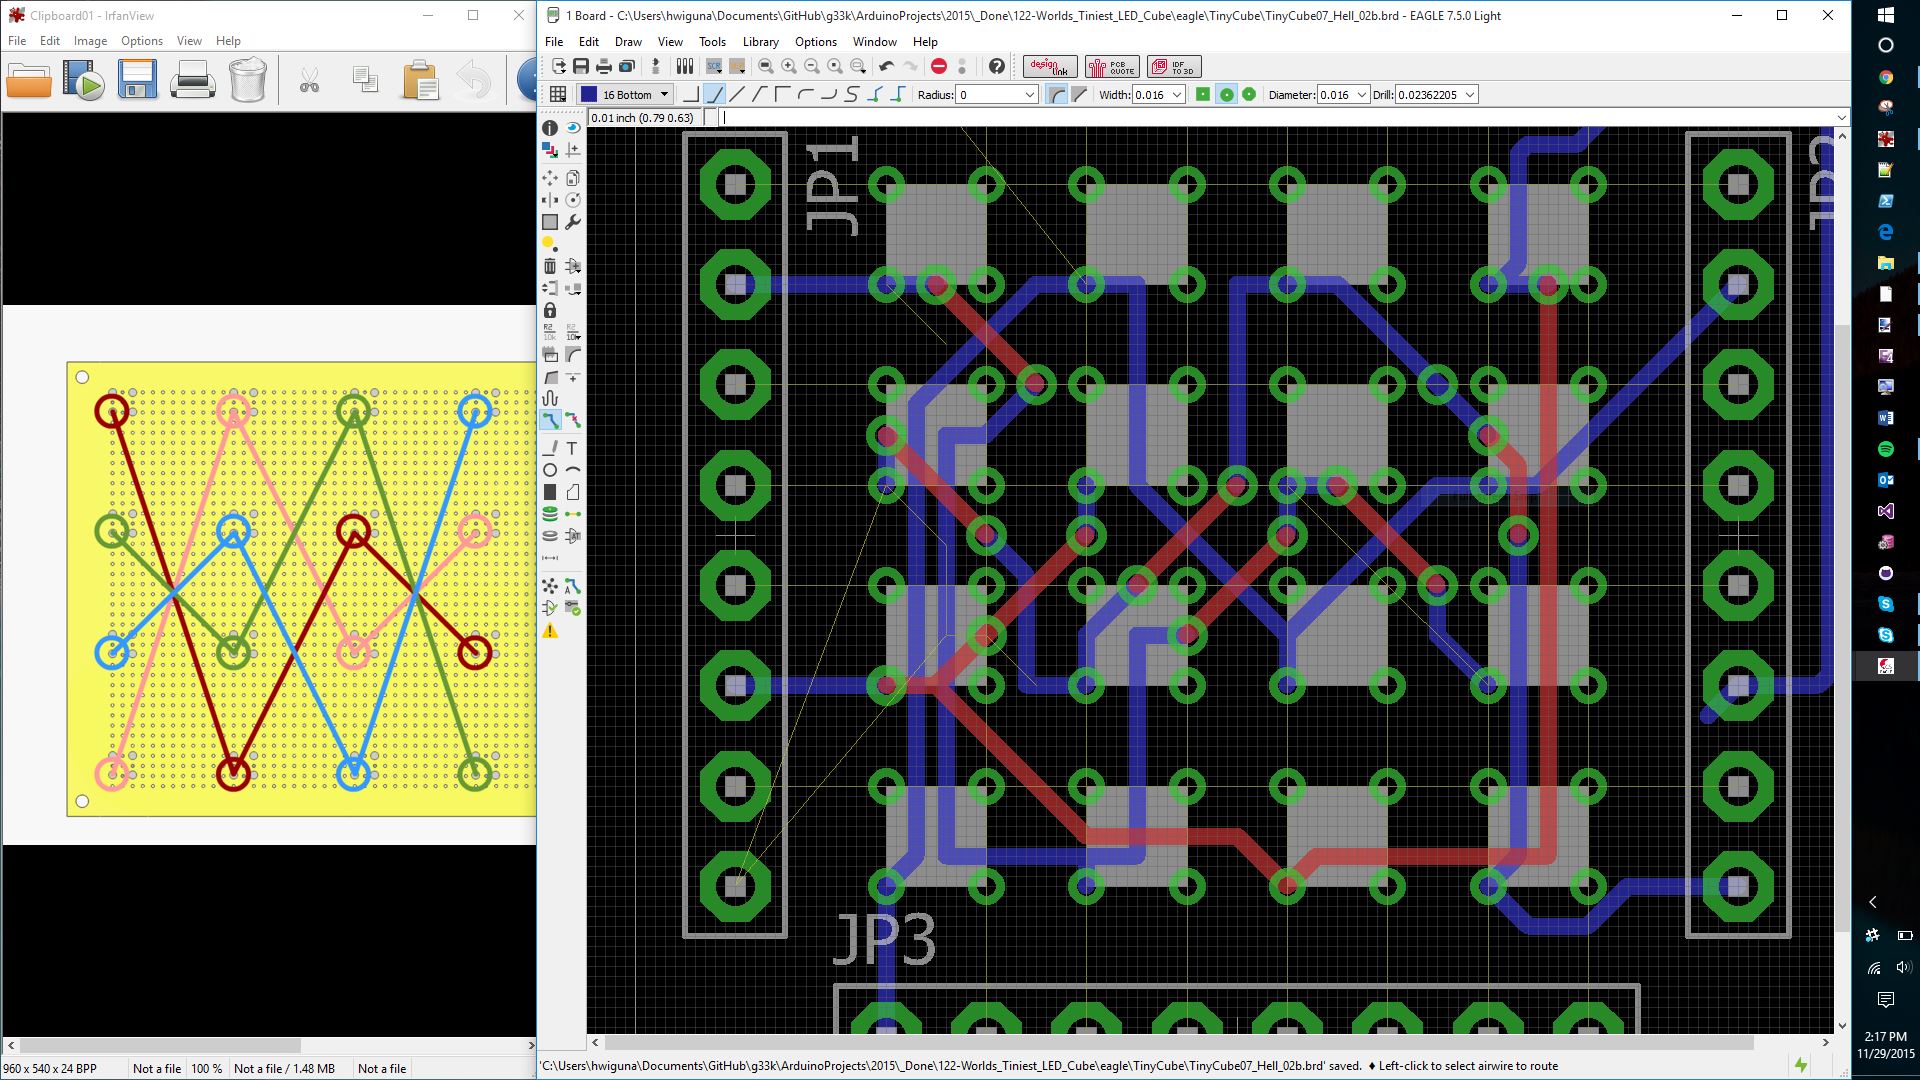 Clipboard01 - IrfanView
File Edit Image Options View Help
960 x 540 x 24 BPP Not a file 100 % Not a file / 1.48 MB Not a file
1 Board - C:\Users\hwiguna\Documents\GitHub\g33k\ArduinoProjects\2015\_Done\122-Worlds_Tiniest_LED_Cube\eagle\TinyCube\TinyCube07_Hell_02b.brd - EAGLE 7.5.0 Light
File Edit Draw View Tools Library Options Window Help
SCR
design link
PCB QUOTE
IDF TO 3D
16 Bottom Radius: 0 Width: 0.016 Diameter: 0.016 Drill: 0.02362205
0.01 inch (0.79 0.63)
R2 R2
10k 10k
T
JP1
JP2
JP3
'C:\Users\hwiguna\Documents\GitHub\g33k\ArduinoProjects\2015\_Done\122-Worlds_Tiniest_LED_Cube\eagle\TinyCube\TinyCube07_Hell_02b.brd' saved. ♦ Left-click to select airwire to route
2:17 PM
11/29/2015